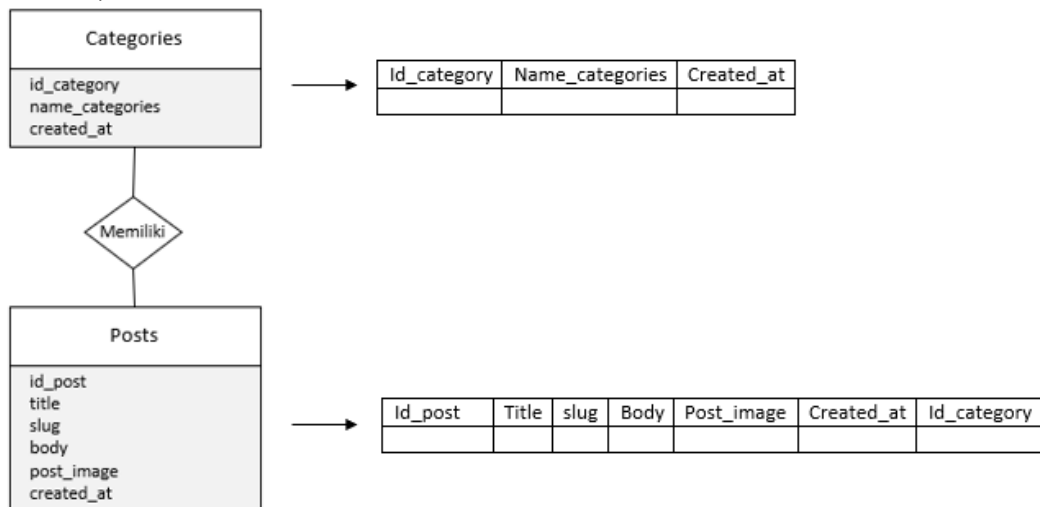 Categories
id_category
name_categories
created_at
Id_category Name_categories Created_at
Memiliki
Posts
id_post
title
slug
body
post_image
created_at
Id_post Title slug Body Post_image Created_at Id_category